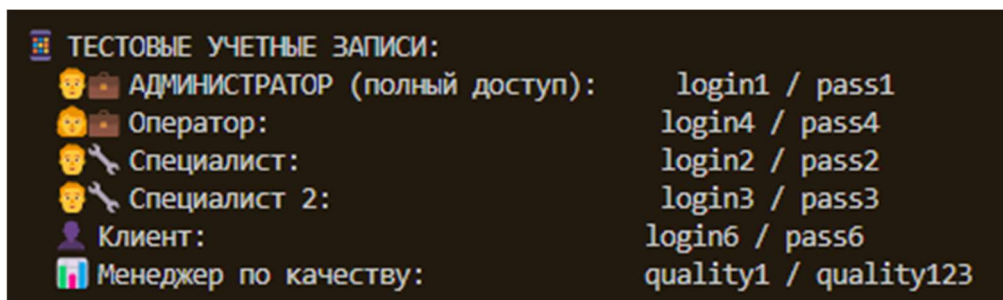 ТЕСТОВЫЕ УЧЕТНЫЕ ЗАПИСИ:
АДМИНИСТРАТОР (полный доступ): login1 / pass1
Оператор: login4 / pass4
Специалист: login2 / pass2
Специалист 2: login3 / pass3
Клиент: login6 / pass6
Менеджер по качеству: quality1 / quality123